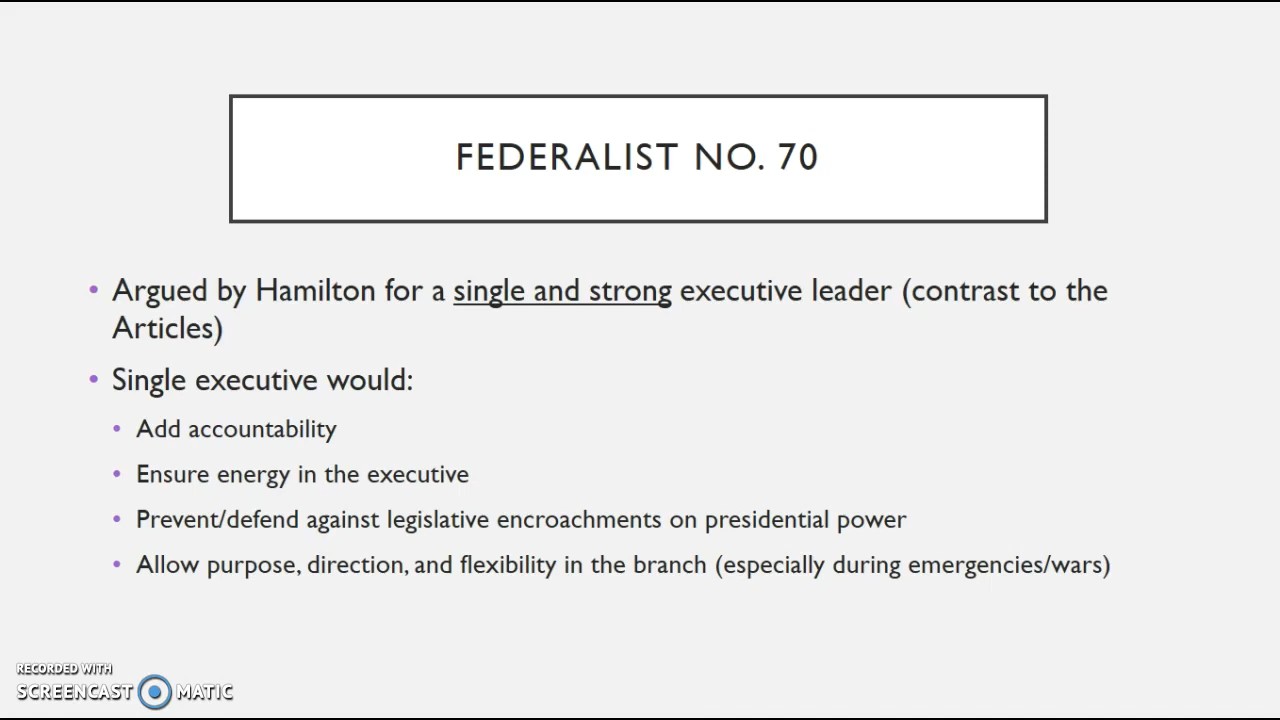 FEDERALIST NO. 70
• Argued by Hamilton for a single and strong executive leader (contrast to the
Articles)
• Single executive would:
• Add accountability
• Ensure energy in the executive
• Prevent/defend against legislative encroachments on presidential power
• Allow purpose, direction, and flexibility in the branch (especially during emergencies/wars)
RECORDED WITH
SCREENCAST MATIC